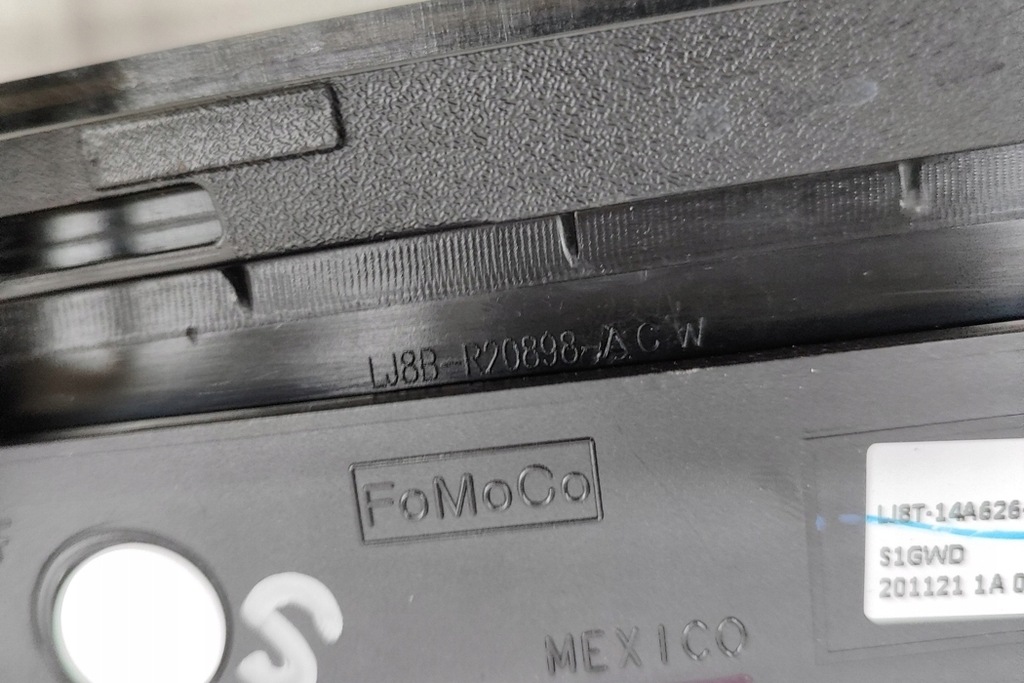 LJ8B-R20898-ACW
FoMoCo
LJ8T-14A626-
S1GWD
201121 1A 0
S
MEXICO